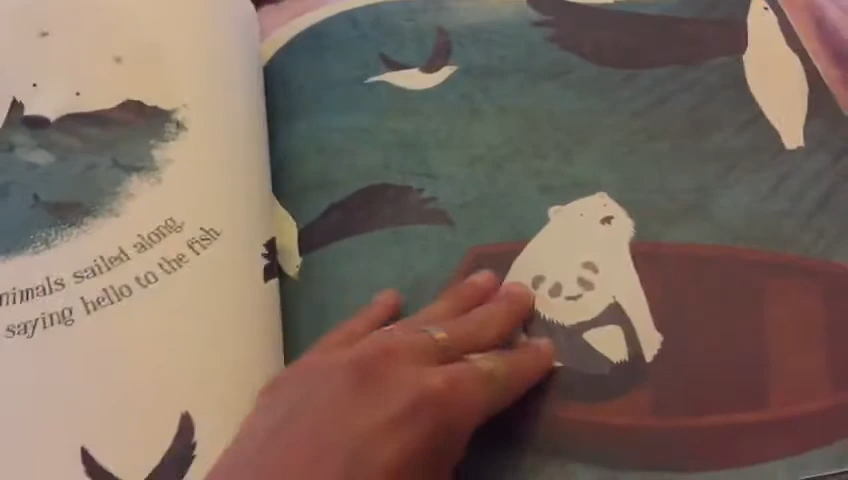 nimals sailed along,
saying hello to the fish